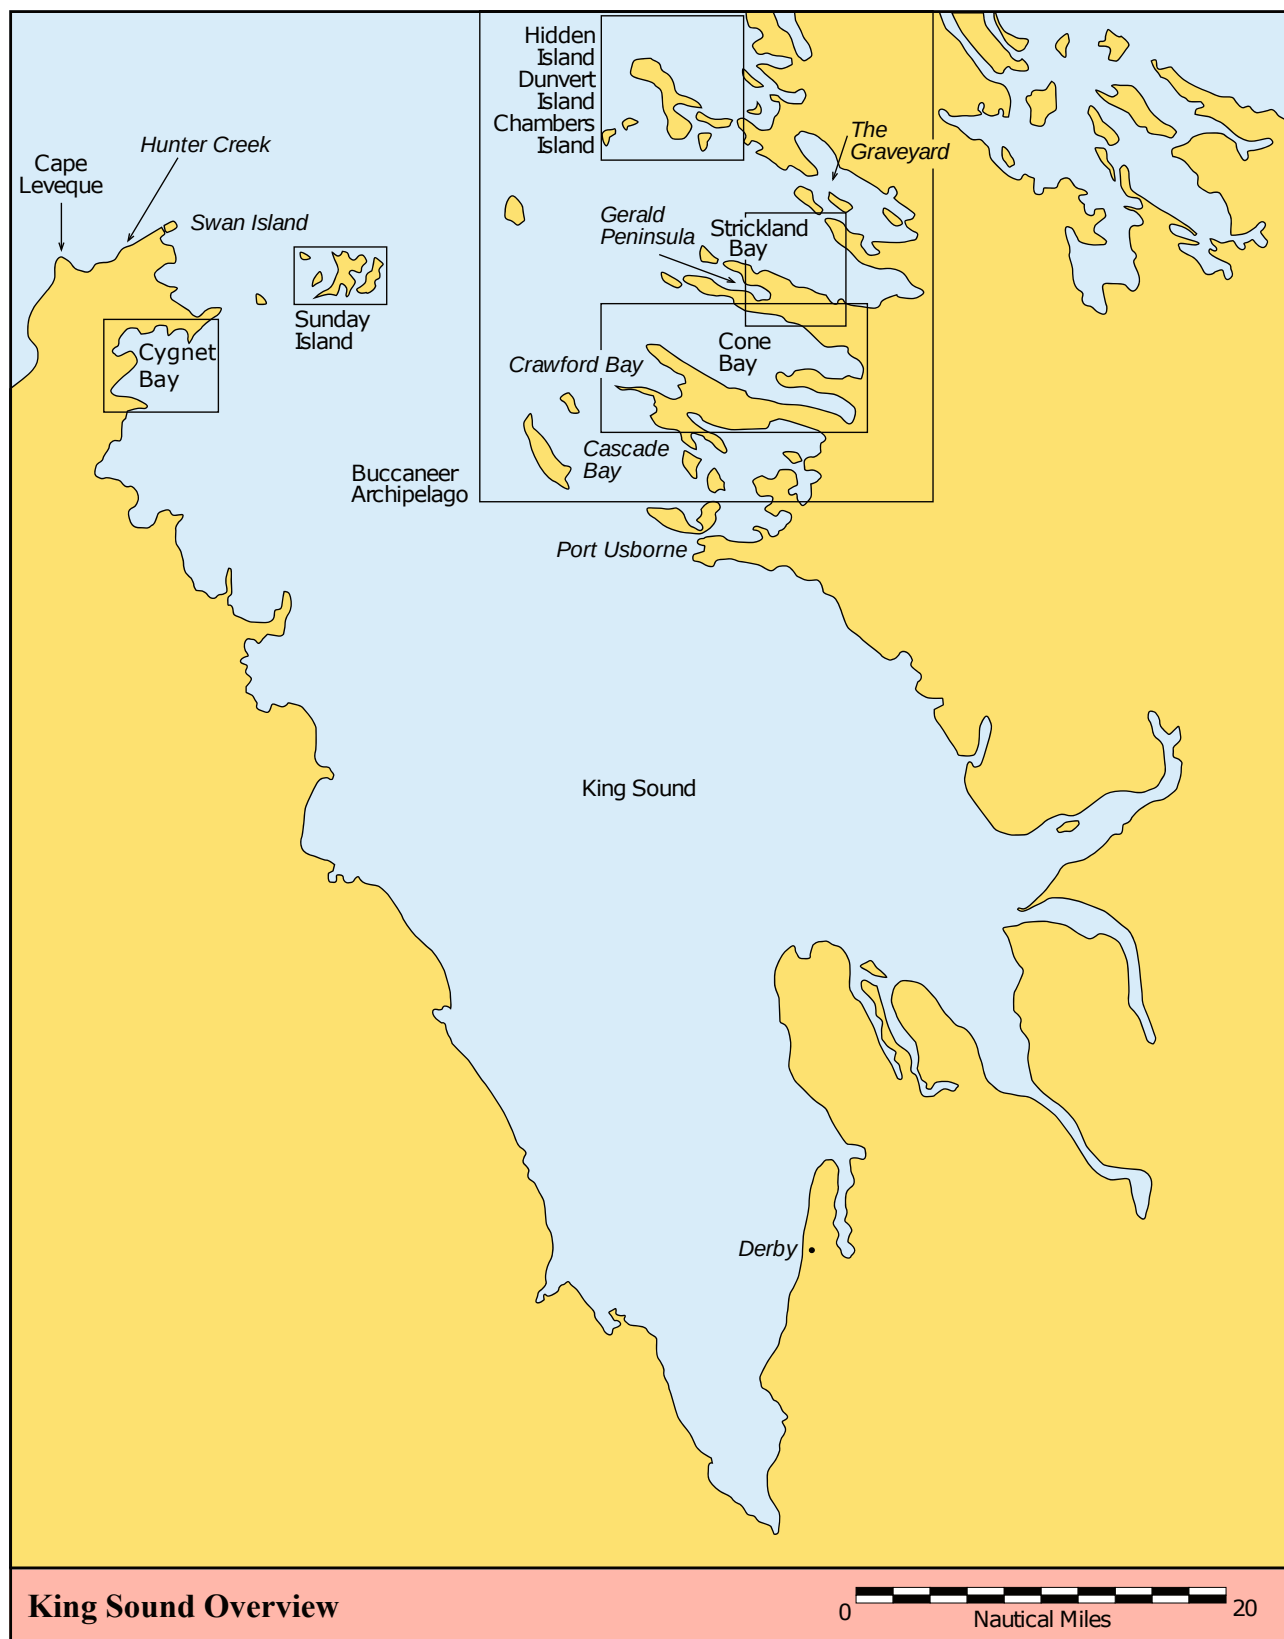 Hidden
Island
Dunvert
Island
Chambers
Island
The
Graveyard
Hunter Creek
Cape
Leveque
Swan Island
Gerald
Peninsula
Strickland
Bay
Sunday
Island
Cygnet
Bay
Cone
Bay
Crawford Bay
Cascade
Bay
Buccaneer
Archipelago
Port Usborne
King Sound
Derby
King Sound Overview
0
20
Nautical Miles